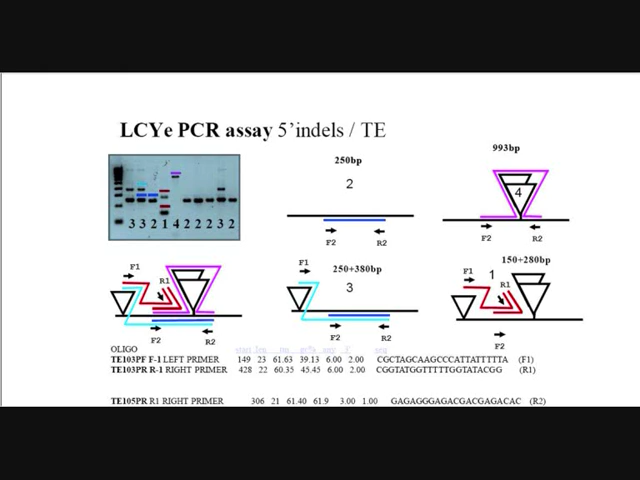 LCYe PCR assay 5’indels / TE
993bp
250bp
2
4
F2
R2
F2
R2
3 3 2 1 4 2 2 2 3 2
F1
R1
F2
R2
F1
250+380bp
3
F2
R2
150+280bp
F1
1
R1
F2
OLIGO
TE103PF F-1 LEFT PRIMER 149 23 61.63 39.13 6.00 2.00 CGCTAGCAAGCCCATTATTTTTA (F1)
TE103PR R-1 RIGHT PRIMER 428 22 60.35 45.45 6.00 2.00 CGGTATGGTTTTTGGTATACGG (R1)
TE105PR R1 RIGHT PRIMER 306 21 61.40 61.9 3.00 1.00 GAGAGGGAGACGACGAGACAC (R2)